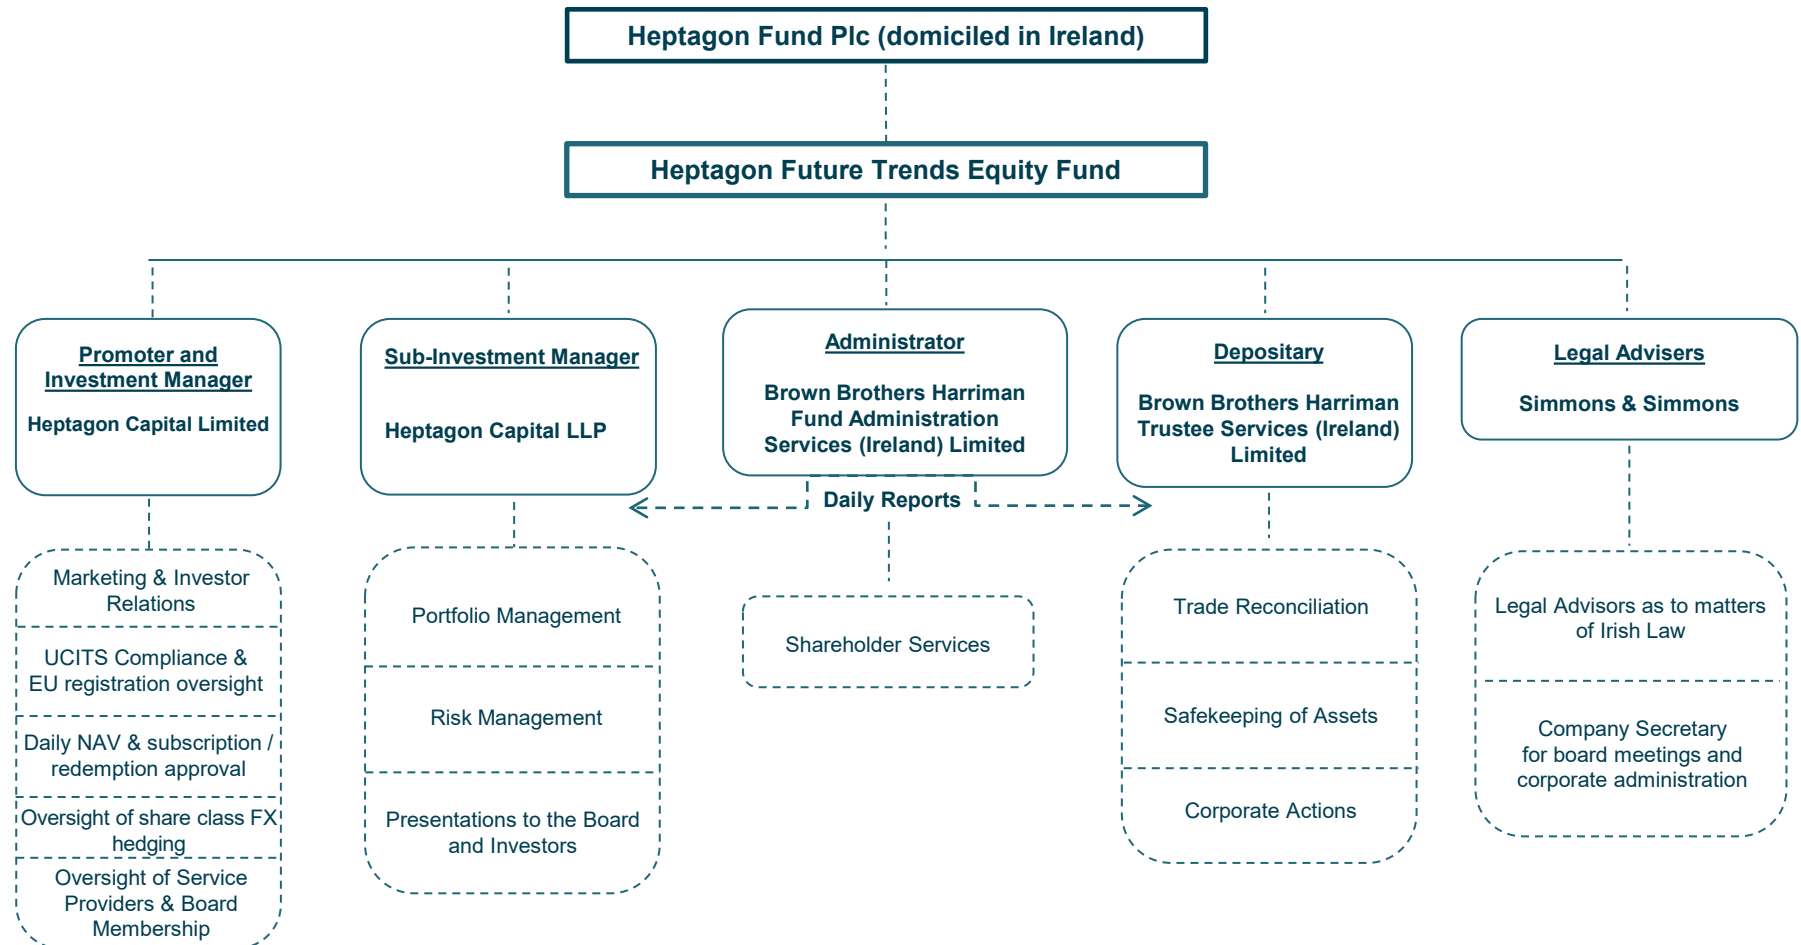 Heptagon Fund Plc (domiciled in Ireland)
Heptagon Future Trends Equity Fund
Promoter and
Investment Manager
Heptagon Capital Limited
Sub-Investment Manager
Heptagon Capital LLP
Administrator
Brown Brothers Harriman
Fund Administration
Services (Ireland) Limited
Depositary
Brown Brothers Harriman
Trustee Services (Ireland)
Limited
Legal Advisers
Simmons & Simmons
Daily Reports
Marketing & Investor
Relations
UCITS Compliance &
EU registration oversight
Daily NAV & subscription /
redemption approval
Oversight of share class FX
hedging
Oversight of Service
Providers & Board
Membership
Portfolio Management
Risk Management
Presentations to the Board
and Investors
Shareholder Services
Trade Reconciliation
Safekeeping of Assets
Corporate Actions
Legal Advisors as to matters
of Irish Law
Company Secretary
for board meetings and
corporate administration